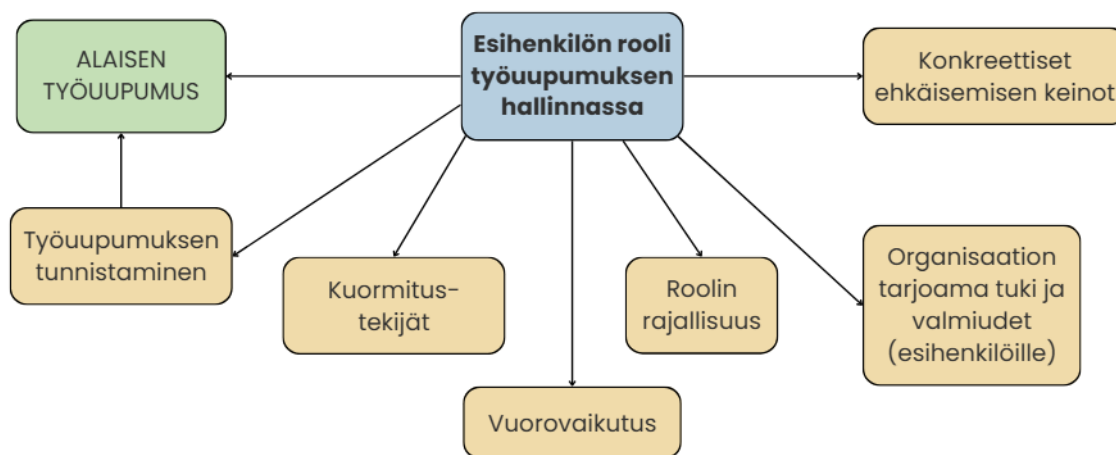 ALAISEN
TYÖUUPUMUS
Esihenkilön rooli
työuupumuksen
hallinnassa
Konkreettiset
ehkäisemisen keinot
Työuupumuksen
tunnistaminen
Kuormitus-
tekijät
Vuorovaikutus
Roolin
rajallisuus
Organisaation
tarjoama tuki ja
valmiudet
(esihenkilöille)